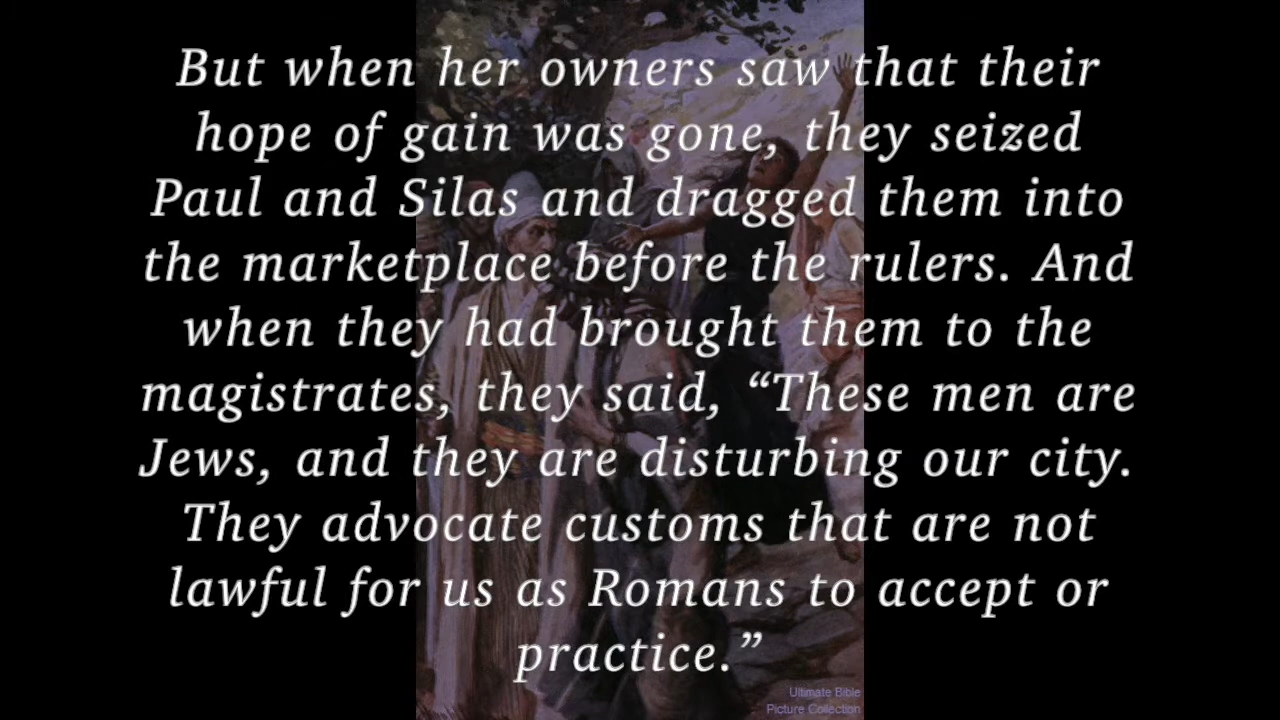 But when her owners saw that their
hope of gain was gone, they seized
Paul and Silas and dragged them into
the marketplace before the rulers. And
when they had brought them to the
magistrates, they said, “These men are
Jews, and they are disturbing our city.
They advocate customs that are not
lawful for us as Romans to accept or
practice.”
Ultimate Bible
Picture Collection